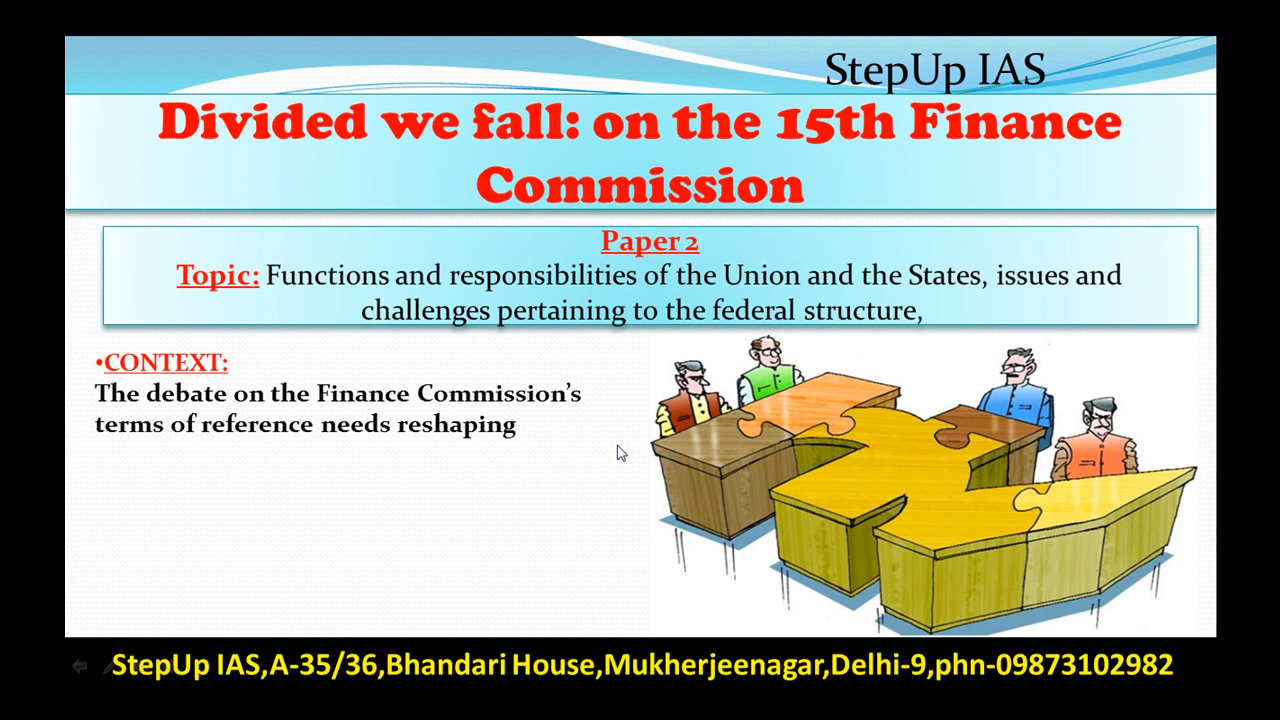 StepUp IAS
Divided we fall: on the 15th Finance
Commission
Paper 2
Topic: Functions and responsibilities of the Union and the States, issues and
challenges pertaining to the federal structure,
•CONTEXT:
The debate on the Finance Commission’s
terms of reference needs reshaping
StepUp IAS,A-35/36,Bhandari House,Mukherjeenagar,Delhi-9,phn-09873102982